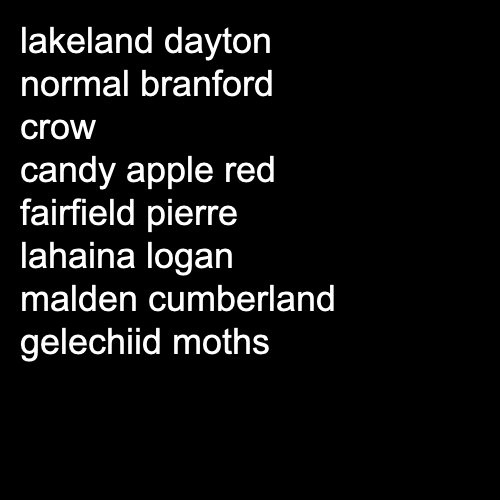 lakeland dayton
normal branford
crow
candy apple red
fairfield pierre
lahaina logan
malden cumberland
gelechiid moths